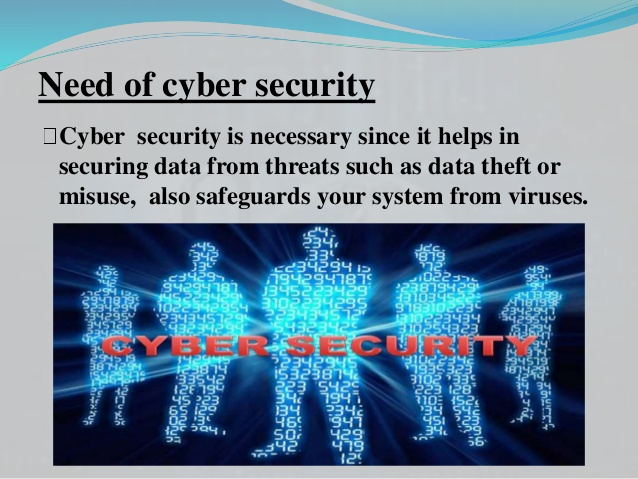 Need of cyber security
Cyber security is necessary since it helps in
securing data from threats such as data theft or
misuse, also safeguards your system from viruses.
CYBER SECURITY